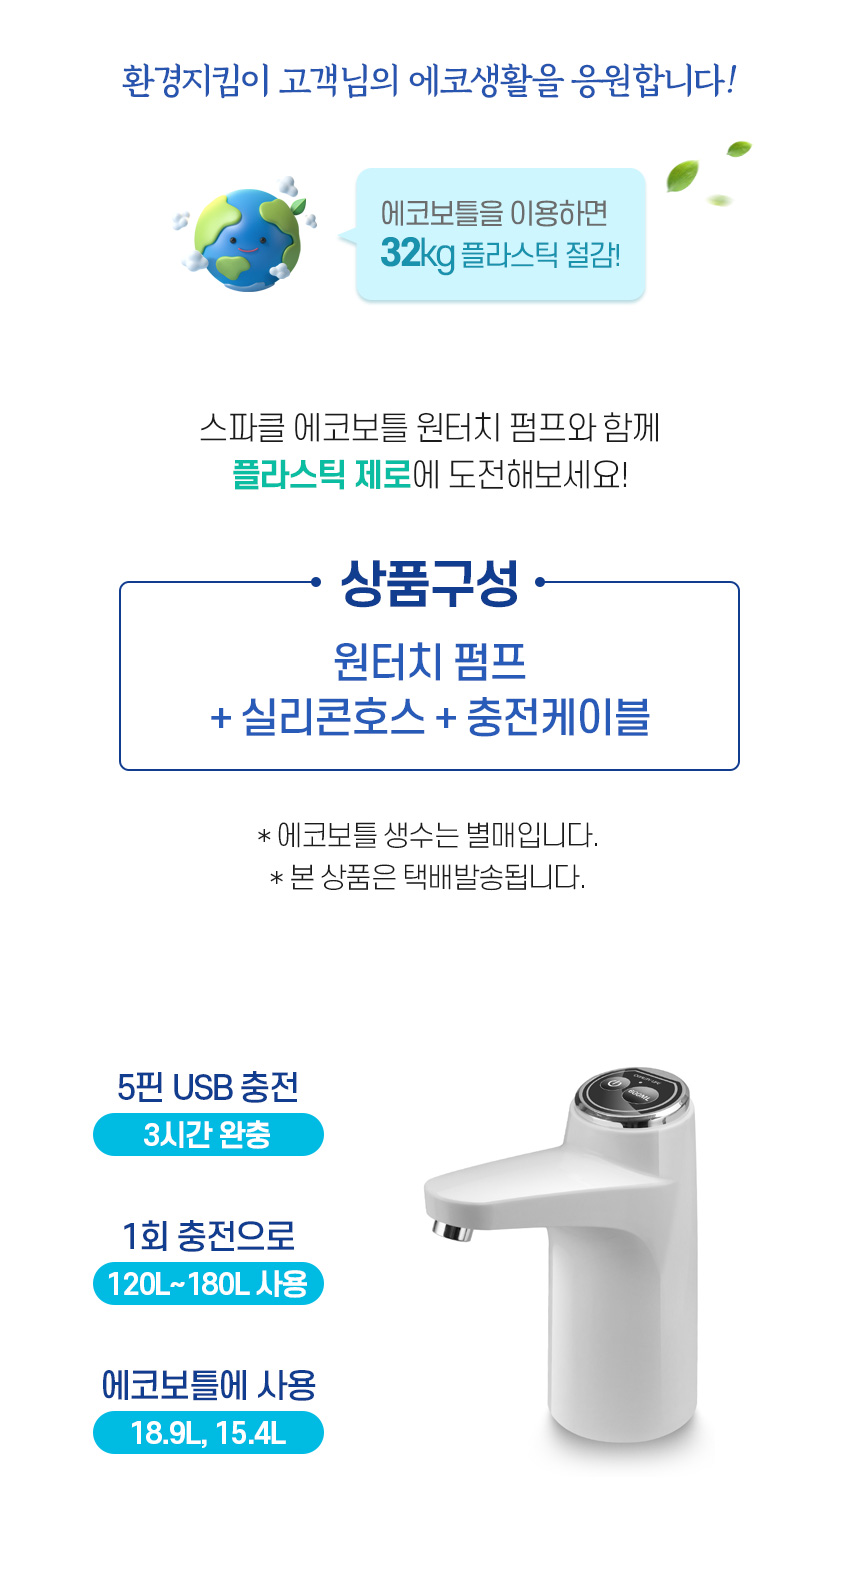 환경지킴이 고객님의 에코생활을 응원합니다!
에코보틀을 이용하면
32kg 플라스틱 절감!
스파클 에코보틀 원터치 펌프와 함께
플라스틱 제로에 도전해보세요!
상품구성
원터치 펌프
+ 실리콘호스 + 충전케이블
* 에코보틀 생수는 별매입니다.
* 본 상품은 택배발송됩니다.
5핀 USB 충전
3시간 완충
1회 충전으로
120L~180L 사용
에코보틀에 사용
18.9L, 15.4L
600ML